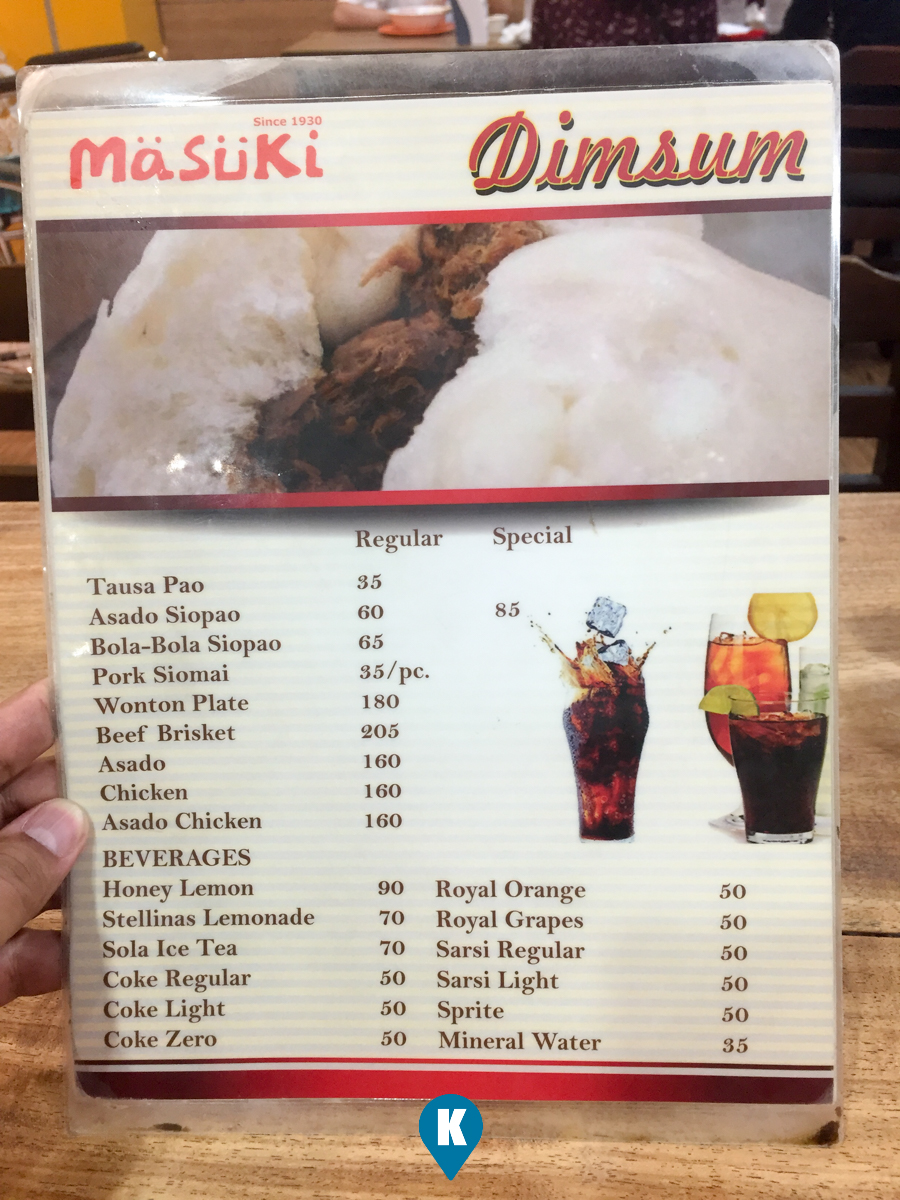 Since 1930
MäSüKi
Dimsum
Regular Special
Tausa Pao 35
Asado Siopao 60 85
Bola-Bola Siopao 65
Pork Siomai 35/pc.
Wonton Plate 180
Beef Brisket 205
Asado 160
Chicken 160
Asado Chicken 160
BEVERAGES
Honey Lemon 90 Royal Orange 50
Stellinas Lemonade 70 Royal Grapes 50
Sola Ice Tea 70 Sarsi Regular 50
Coke Regular 50 Sarsi Light 50
Coke Light 50 Sprite 50
Coke Zero 50 Mineral Water 35
K